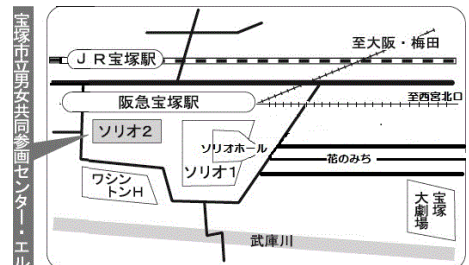 宝塚市立男女共同参画センター・エル
JR宝塚駅
至大阪・梅田
阪急宝塚駅
至西宮北口
ソリオ2
ソリオホール
ソリオ1
花のみち
ワシン
トンH
宝塚
大劇場
武庫川